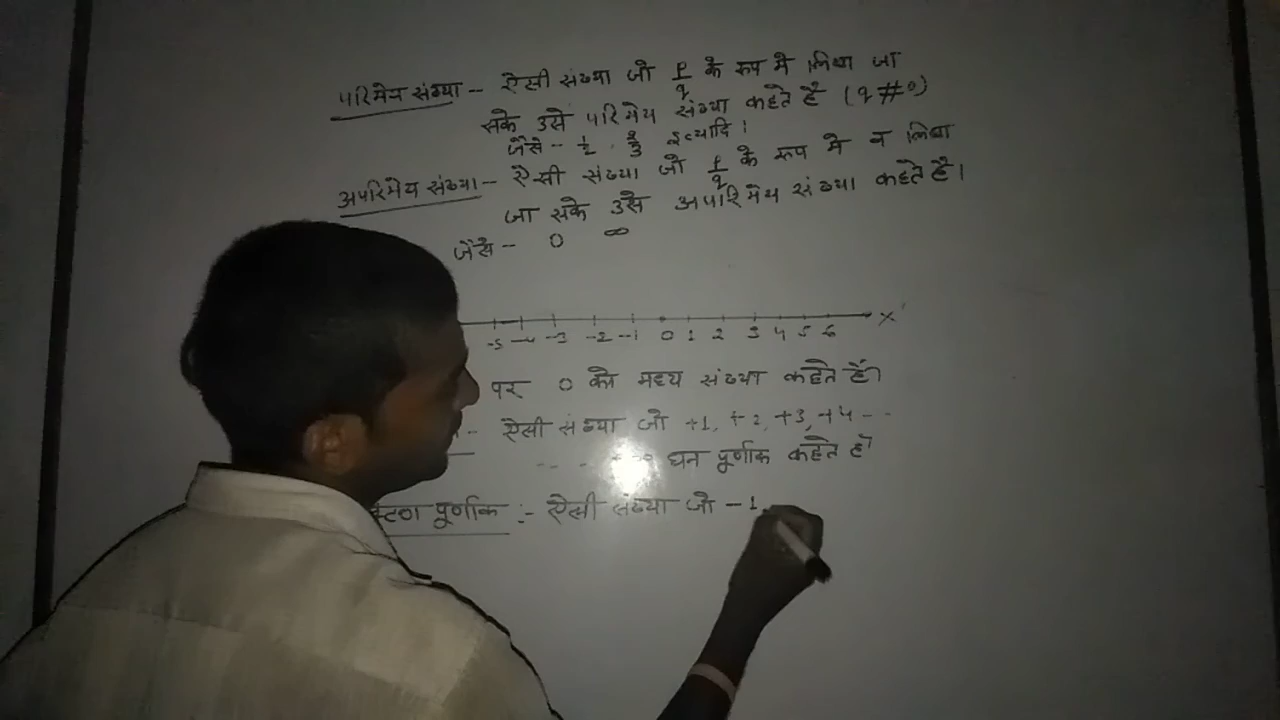 परिमेय संख्या - ऐसी संख्या जो p/q के रूप मे लिखा जा
सके उसे परिमेय संख्या कहते है (q # 0)
जैसे - 1/2, 2/3 इत्यादि।
अपरिमेय संख्या - ऐसी संख्या जो p/q के रूप मे न लिखा
जा सके उसे अपरिमेय संख्या कहते है।
जैसे - 0 ∞
-5 -4 -3 -2 -1 0 1 2 3 4 5 6 X'
पर 0 को मध्य संख्या कहते हैं।
- ऐसी संख्या जो +1, +2, +3, +4 - -
- - - धन पूर्णांक कहते हो
पूर्णाक :- ऐसी संख्या जो -1,